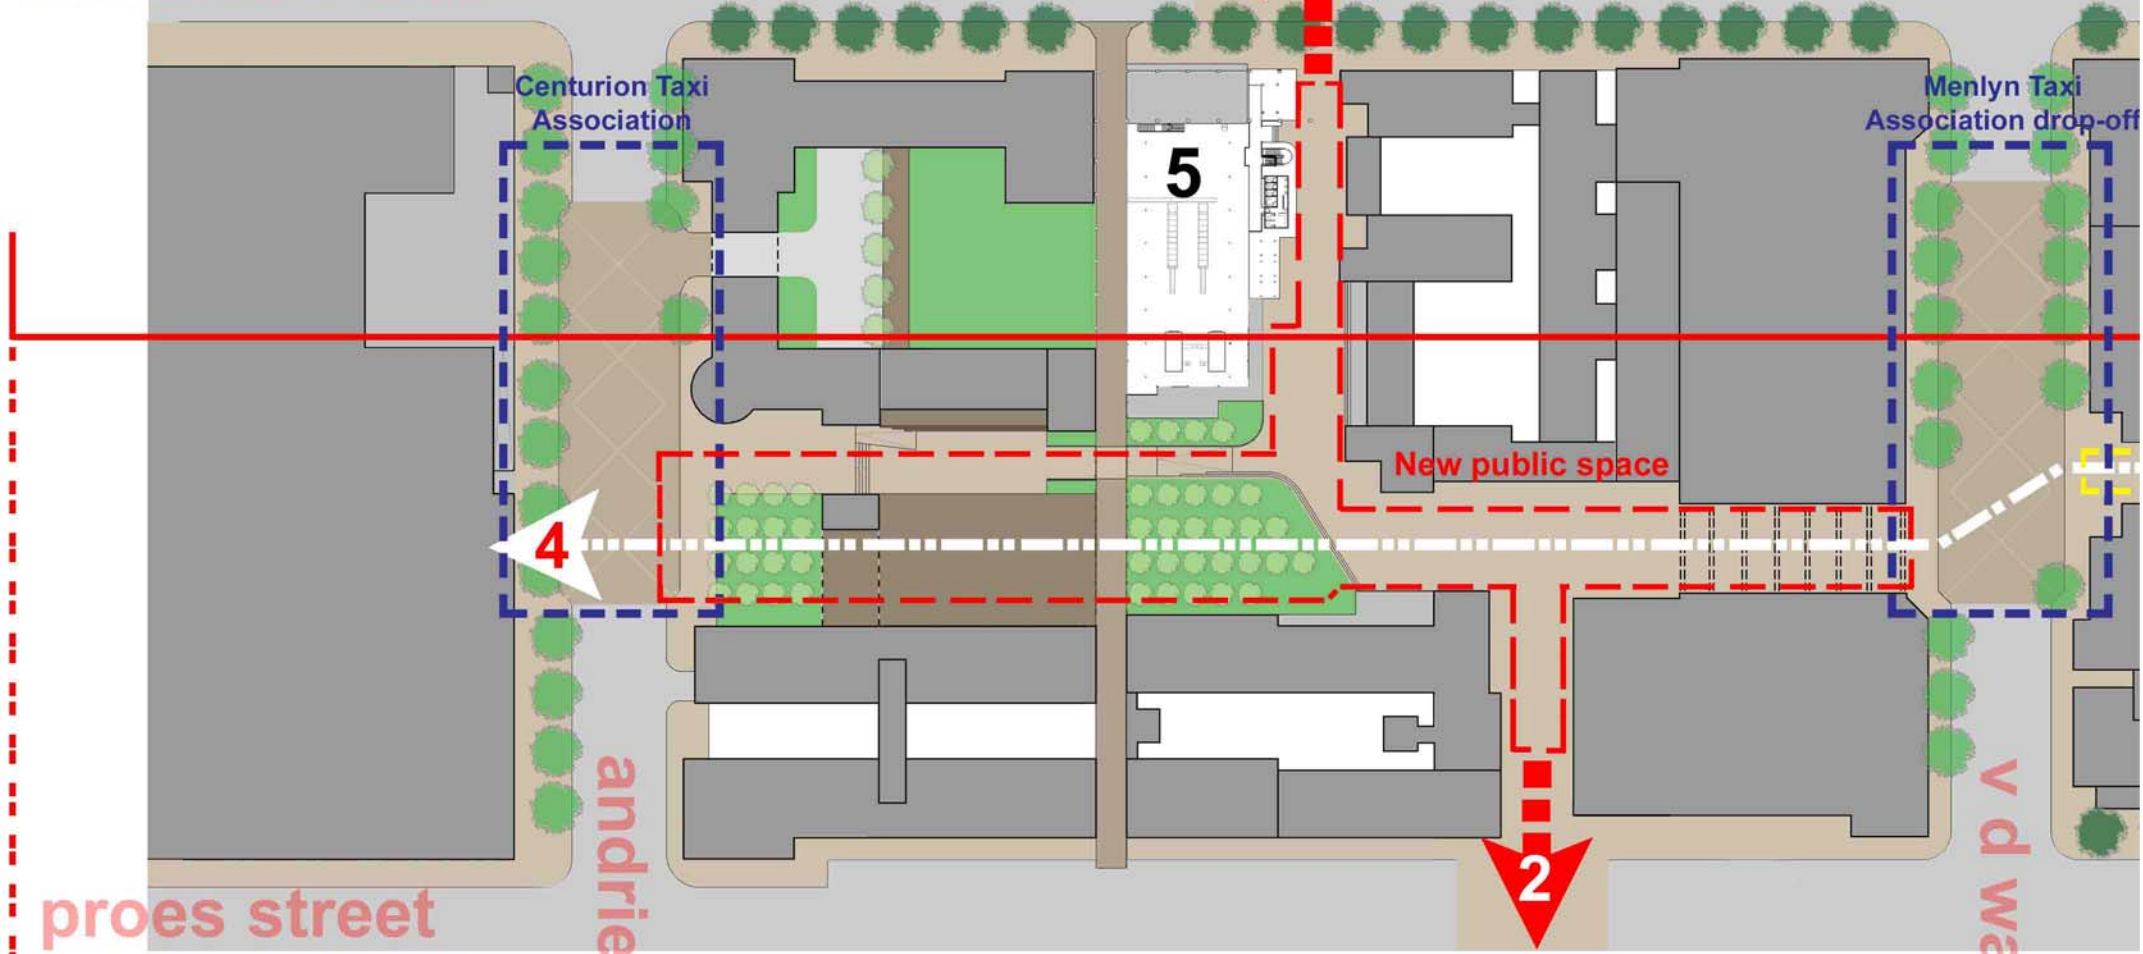 Centurion Taxi
Association
Menlyn Taxi
Association drop-off
5
New public space
4
2
proes street
andrie
v d wa